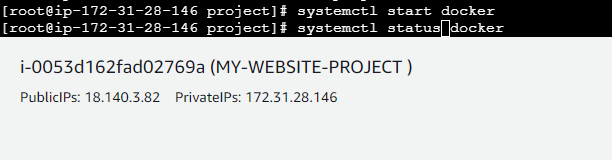 [root@ip-172-31-28-146 project]# systemctl start docker
[root@ip-172-31-28-146 project]# systemctl status docker
i-0053d162fad02769a (MY-WEBSITE-PROJECT )
PublicIPs: 18.140.3.82 PrivateIPs: 172.31.28.146